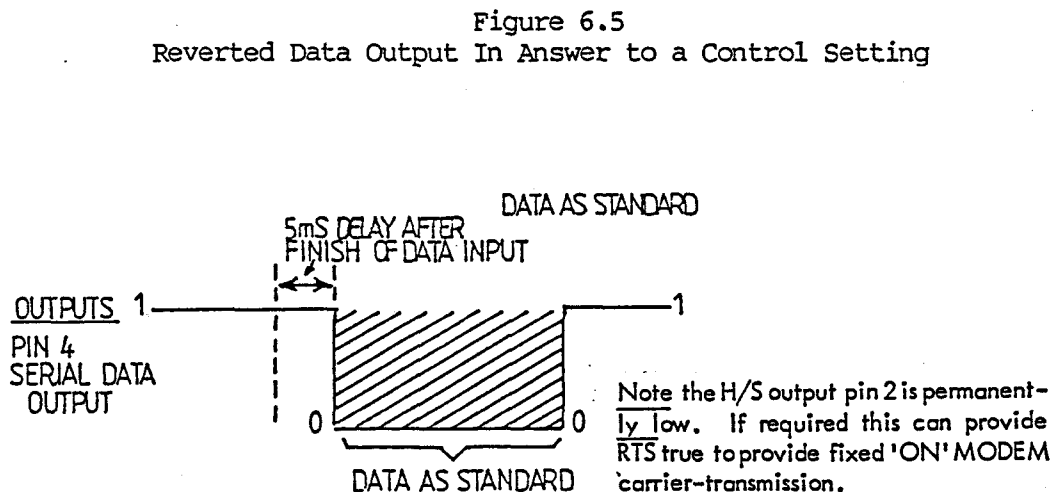 Figure 6.5
Reverted Data Output In Answer to a Control Setting
DATA AS STANDARD
5mS DELAY AFTER
FINISH OF DATA INPUT
OUTPUTS 1
1
PIN 4
SERIAL DATA
OUTPUT
0
0
DATA AS STANDARD
Note the H/S output pin 2 is permanent-
ly low. If required this can provide
RTS true to provide fixed 'ON' MODEM
carrier-transmission.